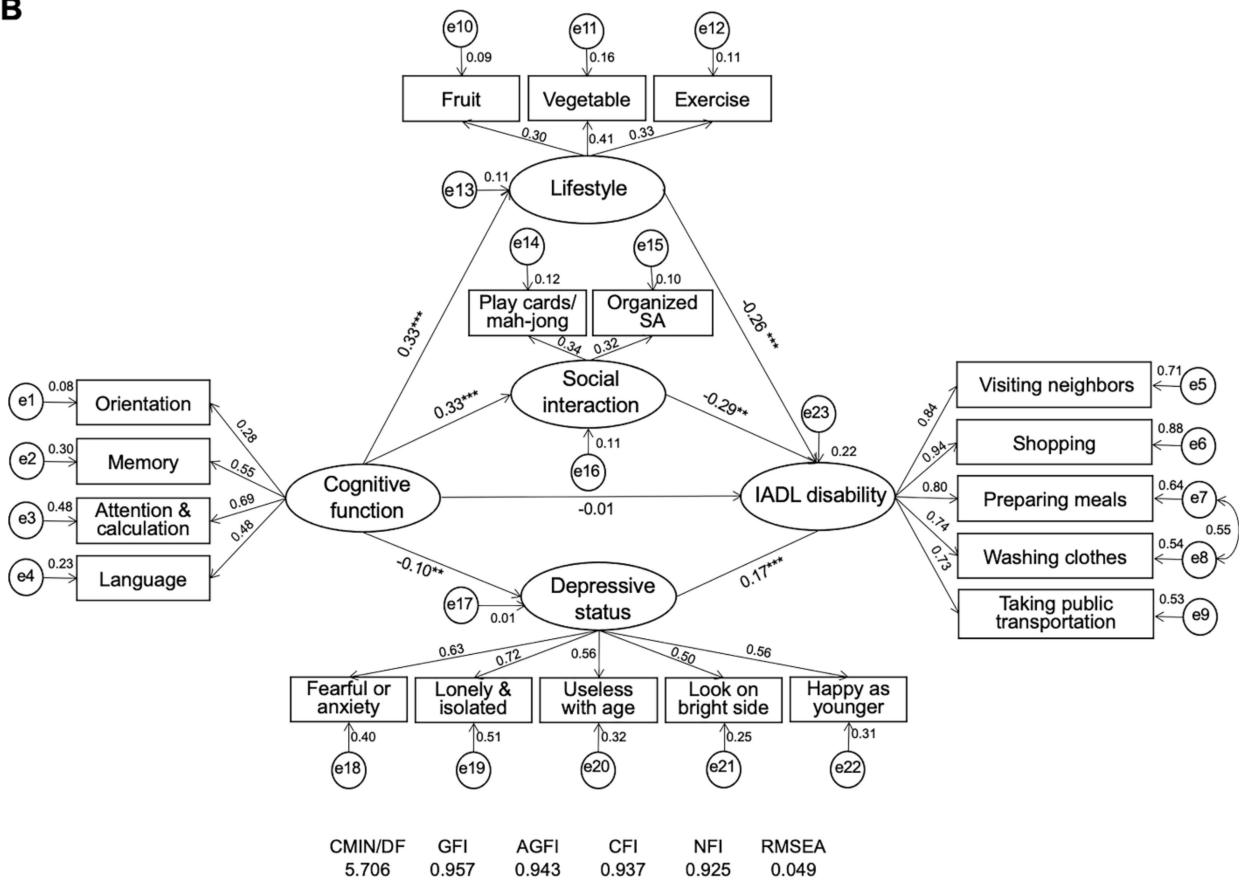 B
e10
e11
e12
0.09
0.16
0.11
Fruit
Vegetable
Exercise
0.30
0.41
0.33
e13
0.11
Lifestyle
e14
e15
0.12
0.10
Play cards/
mah-jong
Organized
SA
0.34
0.32
0.33***
-0.26 ***
Social
interaction
0.33***
-0.29**
e16
0.11
e23
0.22
e1
0.08
Orientation
e2
0.30
Memory
e3
0.48
Attention &
calculation
e4
0.23
Language
0.28
0.55
0.69
0.48
Cognitive
function
-0.01
IADL disability
0.84
0.94
0.80
0.74
0.73
Visiting neighbors
0.71
e5
Shopping
0.88
e6
Preparing meals
0.64
e7
0.55
Washing clothes
0.54
e8
Taking public
transportation
0.53
e9
-0.10**
0.17***
Depressive
status
e17
0.01
0.63
0.72
0.56
0.50
0.56
Fearful or
anxiety
Lonely &
isolated
Useless
with age
Look on
bright side
Happy as
younger
0.40
0.51
0.32
0.25
0.31
e18
e19
e20
e21
e22
CMIN/DF GFI AGFI CFI NFI RMSEA
5.706 0.957 0.943 0.937 0.925 0.049